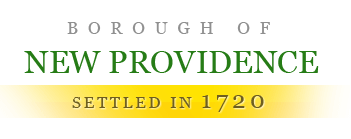 BOROUGH OF
NEW PROVIDENCE
SETTLED IN 1720